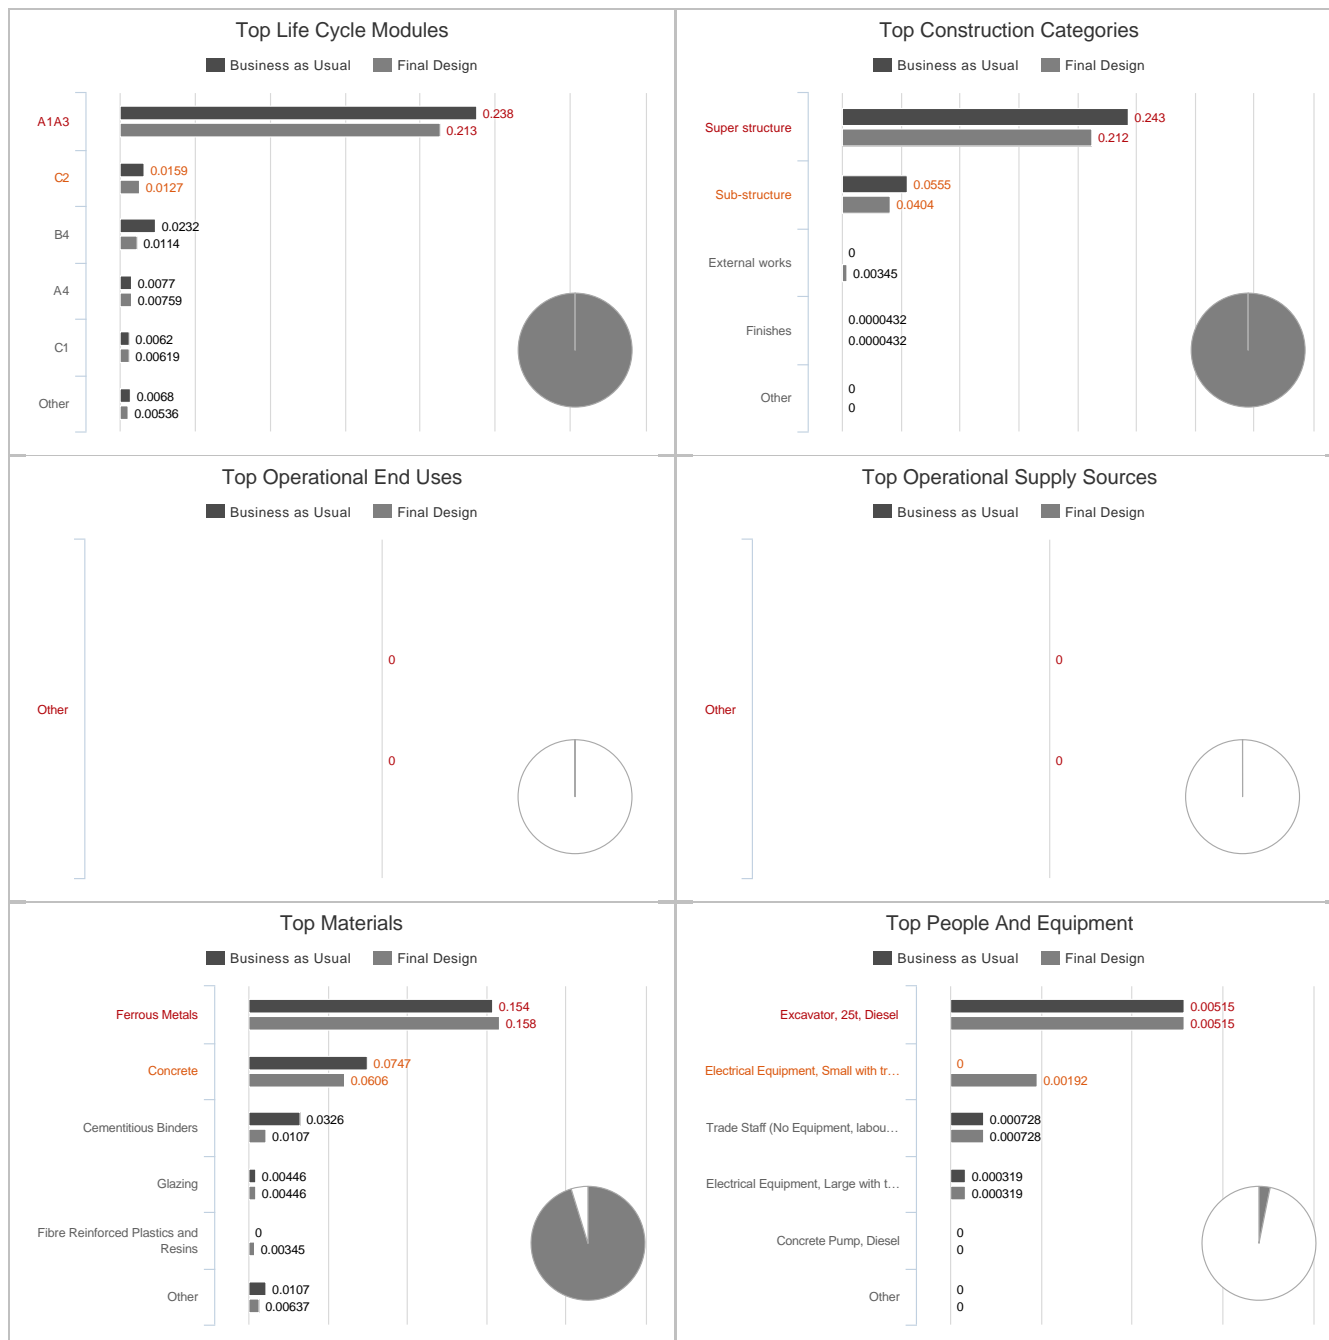 Top Life Cycle Modules
Business as Usual
Final Design
A1A3
0.238
0.213
C2
0.0159
0.0127
B4
0.0232
0.0114
A4
0.0077
0.00759
C1
0.0062
0.00619
Other
0.0068
0.00536
Top Construction Categories
Business as Usual
Final Design
Super structure
0.243
0.212
Sub-structure
0.0555
0.0404
External works
0
0.00345
Finishes
0.0000432
0.0000432
Other
0
0
Top Operational End Uses
Business as Usual
Final Design
Other
0
0
Top Operational Supply Sources
Business as Usual
Final Design
Other
0
0
Top Materials
Business as Usual
Final Design
Ferrous Metals
0.154
0.158
Concrete
0.0747
0.0606
Cementitious Binders
0.0326
0.0107
Glazing
0.00446
0.00446
Fibre Reinforced Plastics and
Resins
0
0.00345
Other
0.0107
0.00637
Top People And Equipment
Business as Usual
Final Design
Excavator, 25t, Diesel
0.00515
0.00515
Electrical Equipment, Small with tr…
0
0.00192
Trade Staff (No Equipment, labou…
0.000728
0.000728
Electrical Equipment, Large with t…
0.000319
0.000319
Concrete Pump, Diesel
0
0
Other
0
0